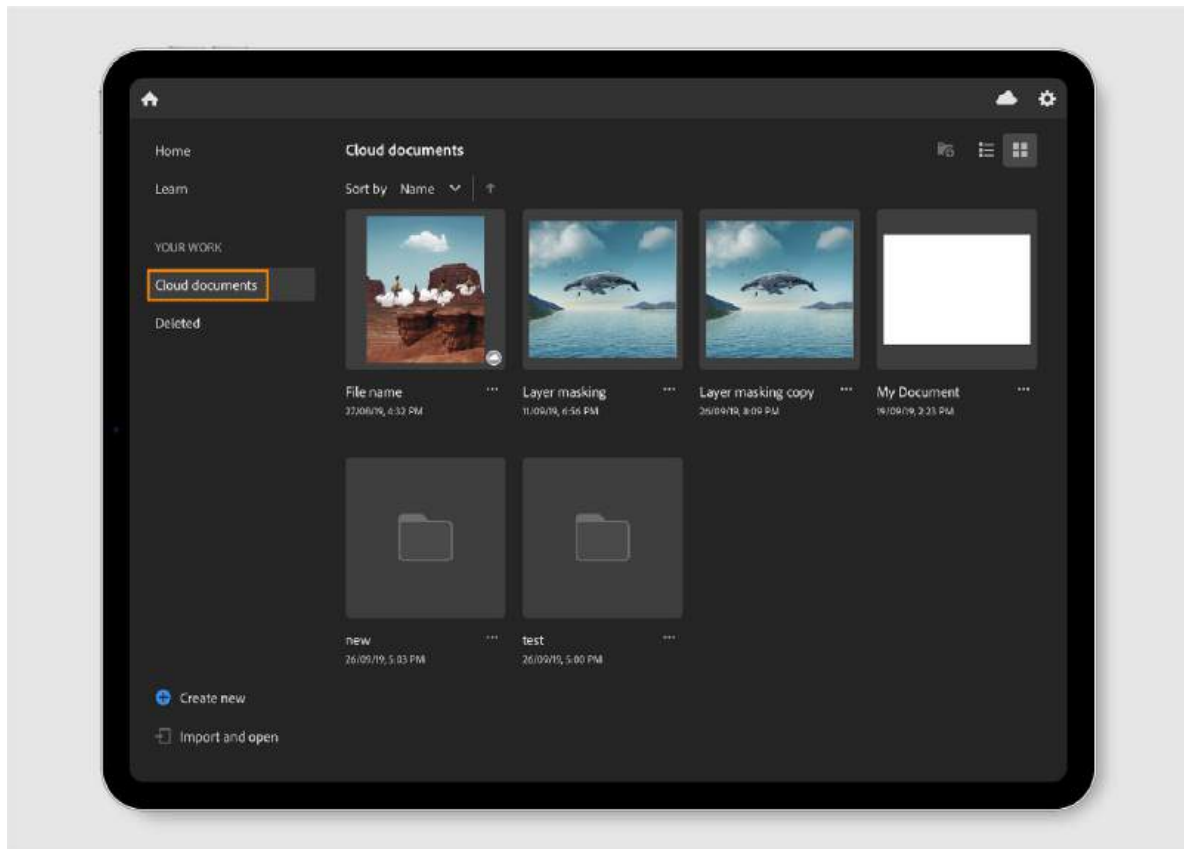 Home
Learn
YOUR WORK
Cloud documents
Deleted
Create new
Import and open
Cloud documents
Sort by Name
File name
27/08/19, 4:32 PM
Layer masking
11/09/19, 6:56 PM
Layer masking copy
26/09/19, 8:09 PM
My Document
19/09/19, 2:23 PM
new
26/09/19, 5:03 PM
test
26/09/19, 5:00 PM